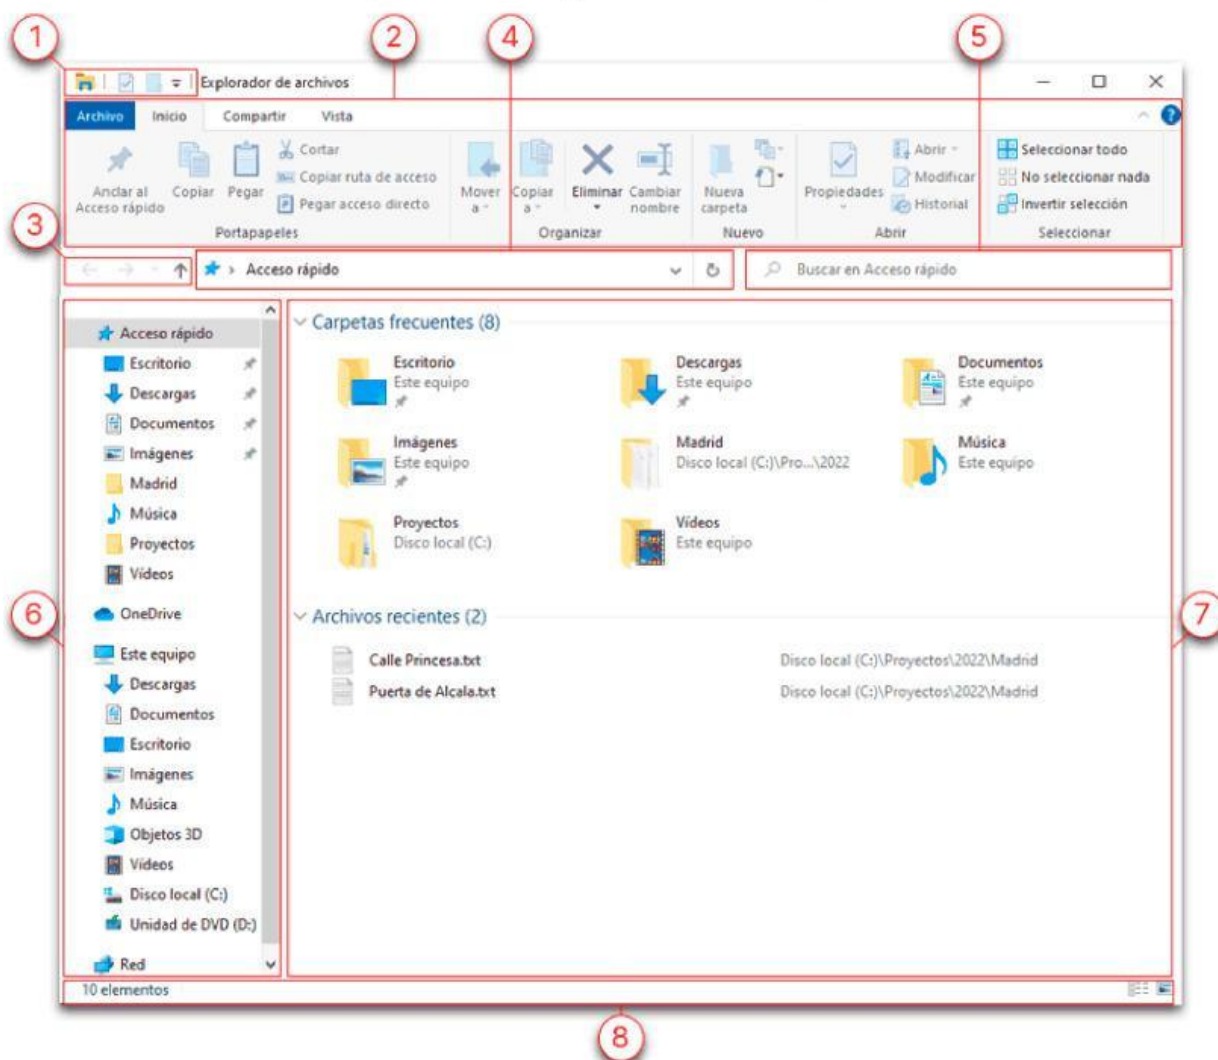 1
2
4
5
Explorador de archivos
Archivo Inicio Compartir Vista
Anclar al
Acceso rápido
Copiar
Pegar
Cortar
Copiar ruta de acceso
Pegar acceso directo
Portapapeles
Mover
a
Copiar
a
Eliminar
Cambiar
nombre
Organizar
Nueva
carpeta
Nuevo
Propiedades
Abrir
Modificar
Historial
Abrir
Seleccionar todo
No seleccionar nada
Invertir selección
Seleccionar
3
Acceso rápido
Buscar en Acceso rápido
Acceso rápido
Escritorio
Descargas
Documentos
Imágenes
Madrid
Música
Proyectos
Vídeos
OneDrive
Este equipo
Descargas
Documentos
Escritorio
Imágenes
Música
Objetos 3D
Vídeos
Disco local (C:)
Unidad de DVD (D:)
Red
6
Carpetas frecuentes (8)
Escritorio
Este equipo
Descargas
Este equipo
Documentos
Este equipo
Imágenes
Este equipo
Madrid
Disco local (C:)\Pro...\2022
Música
Este equipo
Proyectos
Disco local (C:)
Vídeos
Este equipo
Archivos recientes (2)
Calle Princesa.txt Disco local (C:)\Proyectos\2022\Madrid
Puerta de Alcala.txt Disco local (C:)\Proyectos\2022\Madrid
7
10 elementos
8